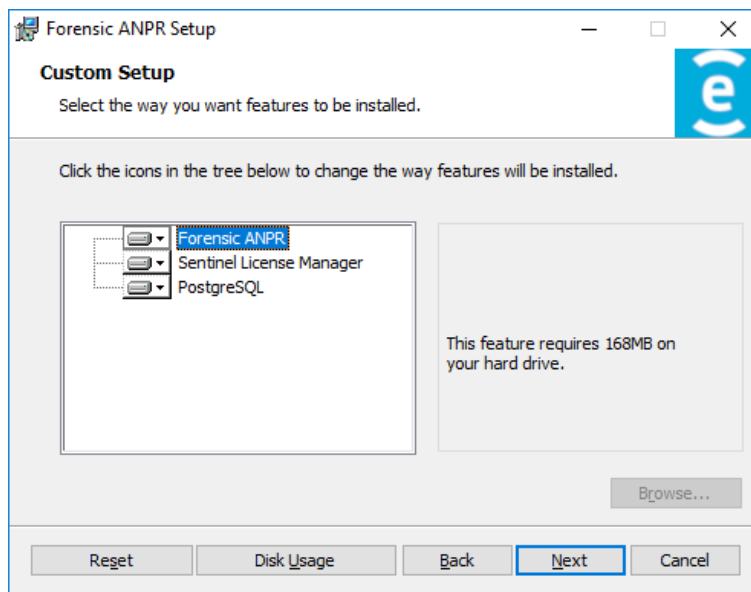 Forensic ANPR Setup
Custom Setup
Select the way you want features to be installed.
e
Click the icons in the tree below to change the way features will be installed.
Forensic ANPR
Sentinel License Manager
PostgreSQL
This feature requires 168MB on
your hard drive.
Browse...
Reset Disk Usage Back Next Cancel